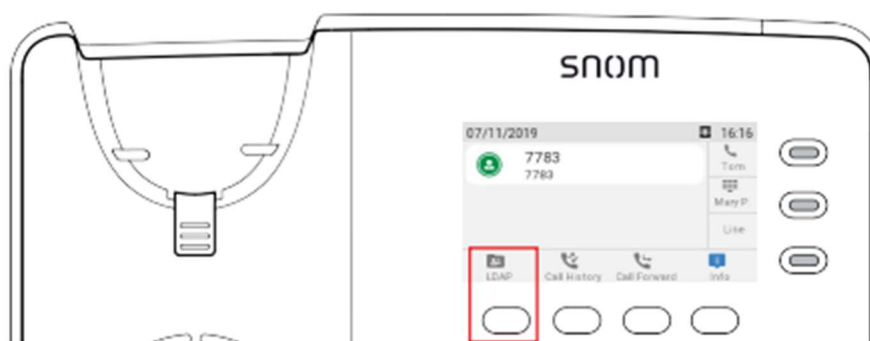 snom
07/11/2019 16:16
7783
7783
Tom
Mary P.
Line
LDAP Call History Call Forward Info